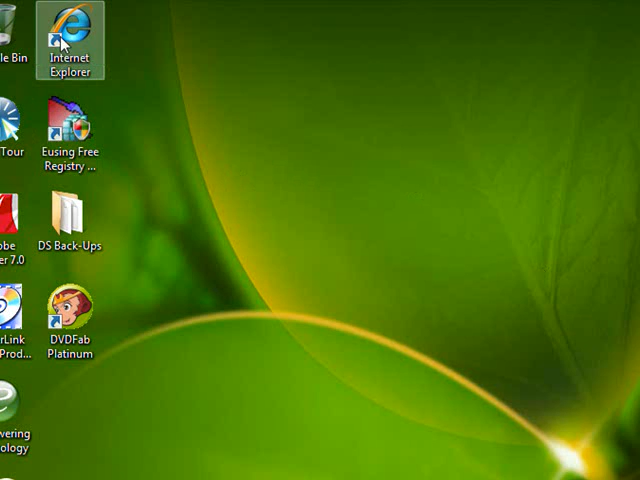 le Bin
Internet
Explorer
Tour
Eusing Free
Registry ...
obe
er 7.0
DS Back-Ups
rLink
Prod...
DVDFab
Platinum
wering
ology